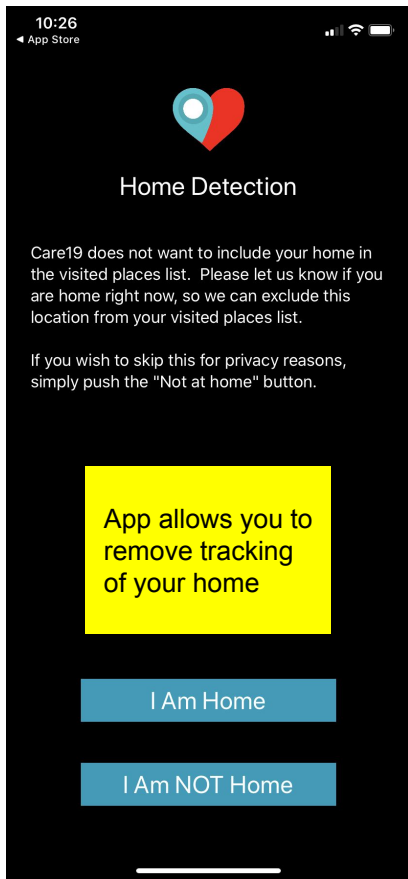 10:26
◀ App Store
Home Detection
Care19 does not want to include your home in
the visited places list.  Please let us know if you
are home right now, so we can exclude this
location from your visited places list.
If you wish to skip this for privacy reasons,
simply push the "Not at home" button.
App allows you to
remove tracking
of your home
I Am Home
I Am NOT Home